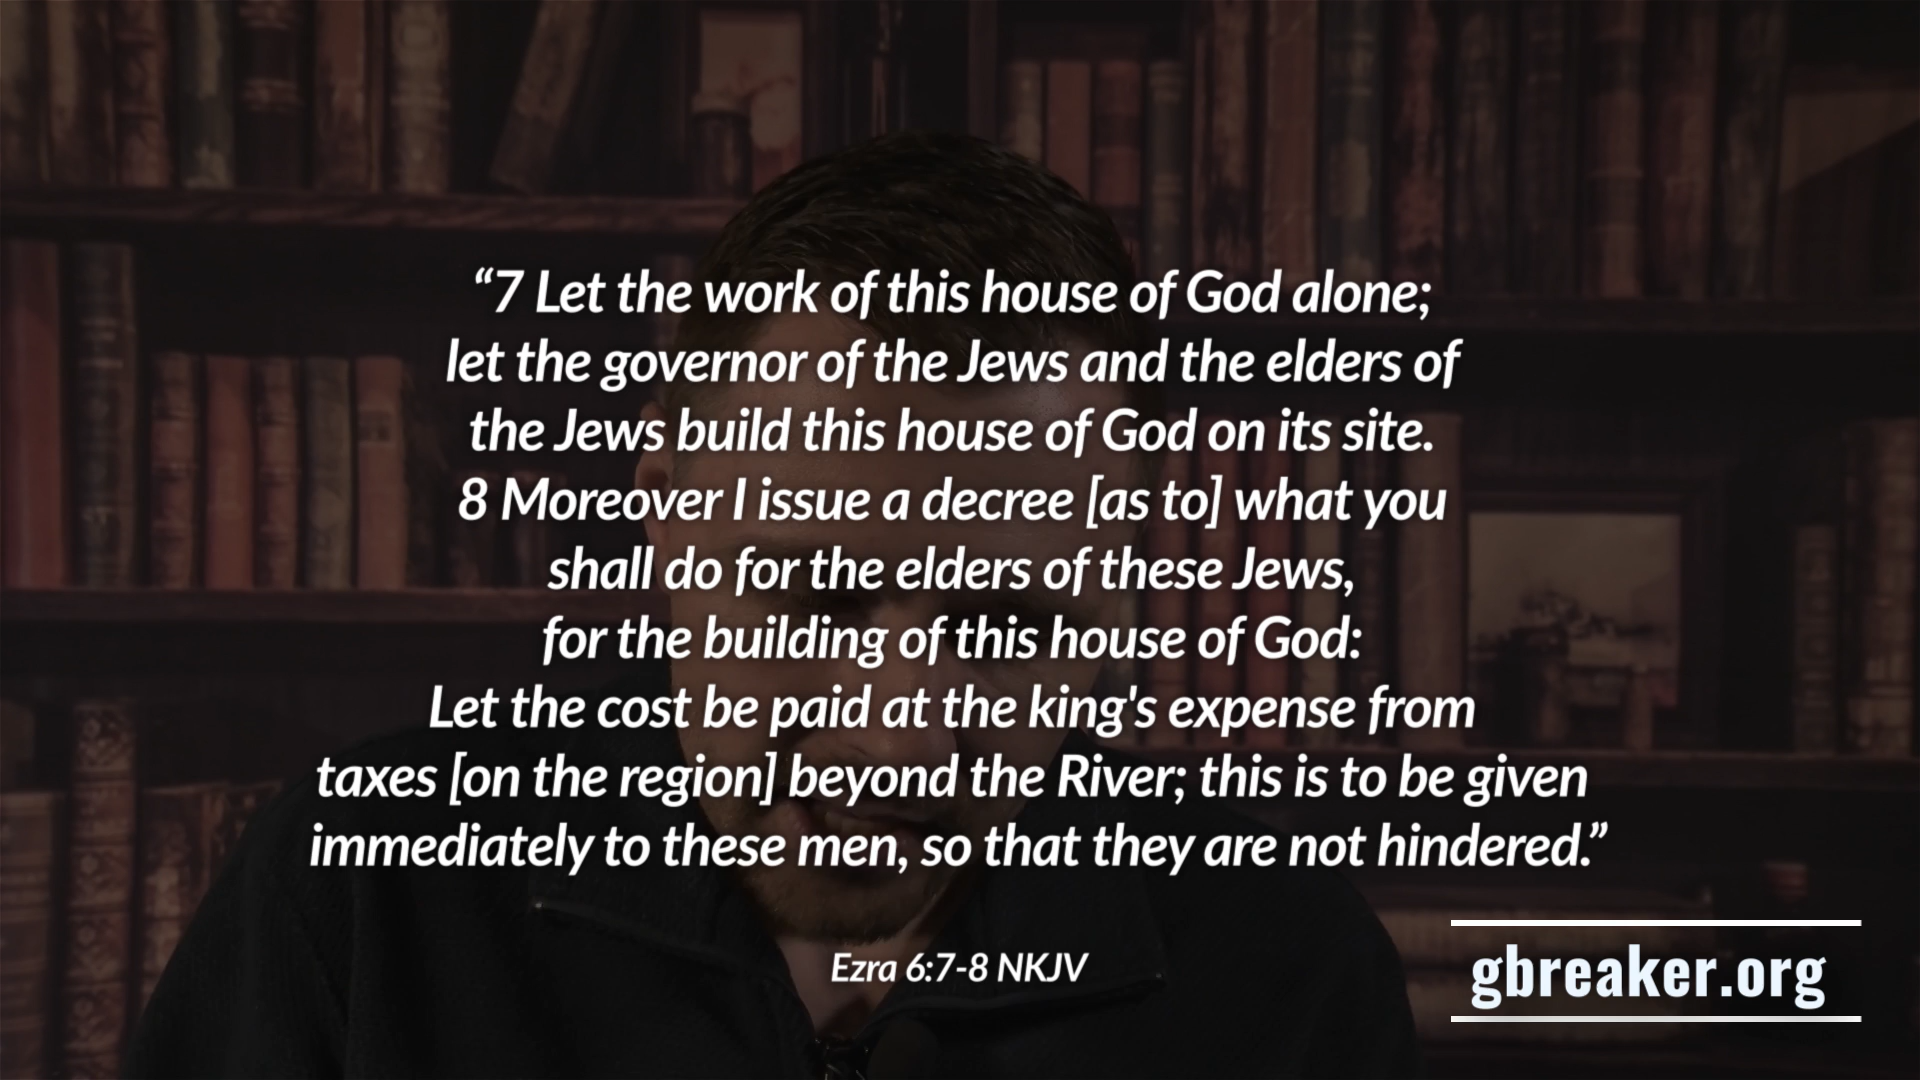 “7 Let the work of this house of God alone;
let the governor of the Jews and the elders of
the Jews build this house of God on its site.
8 Moreover I issue a decree [as to] what you
shall do for the elders of these Jews,
for the building of this house of God:
Let the cost be paid at the king's expense from
taxes [on the region] beyond the River; this is to be given
immediately to these men, so that they are not hindered.”
Ezra 6:7-8 NKJV
gbreaker.org